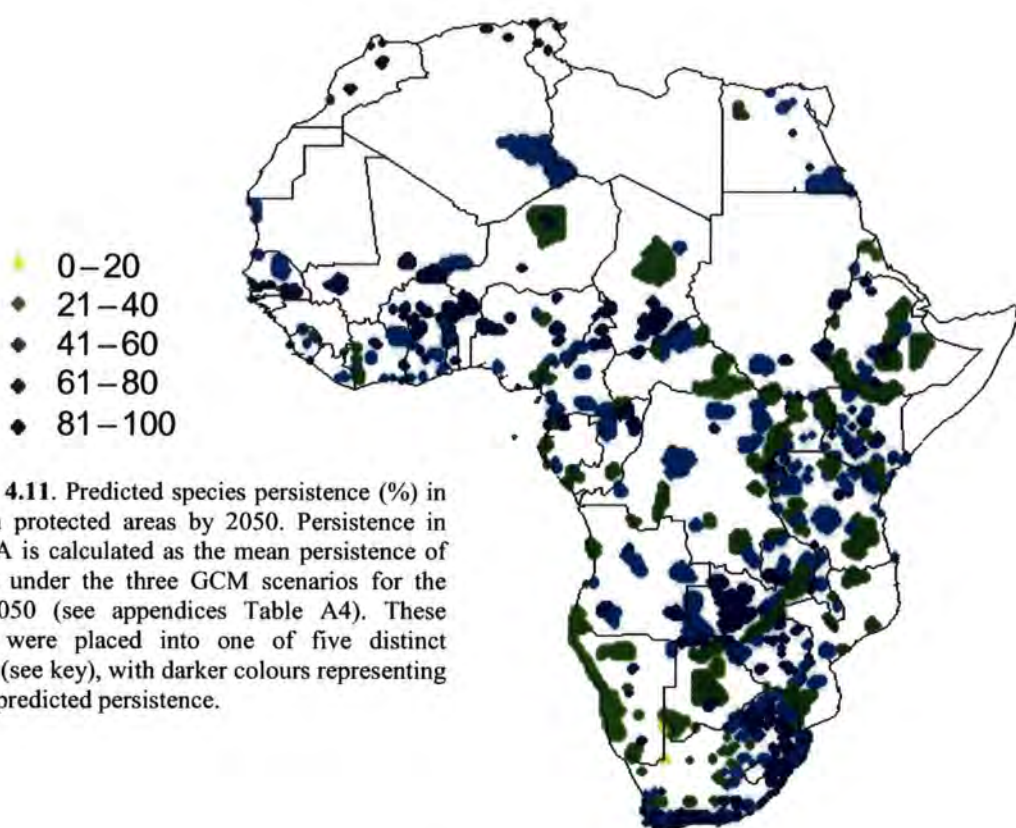 0–20
21–40
41–60
61–80
81–100
4.11. Predicted species persistence (%) in
protected areas by 2050. Persistence in
is calculated as the mean persistence of
under the three GCM scenarios for the
050 (see appendices Table A4). These
were placed into one of five distinct
(see key), with darker colours representing
predicted persistence.